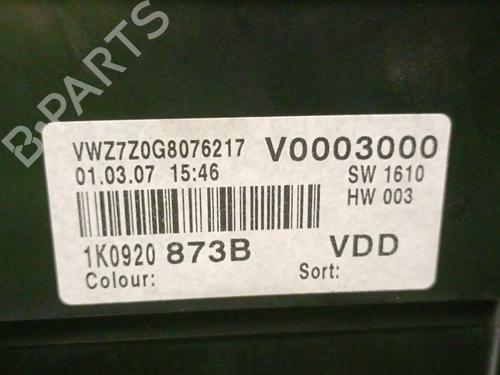 VWZ7Z0G8076217 V0003000
01.03.07 15:46 SW 1610
HW 003
1K0920 873B VDD
Colour: Sort:
B-PARTS